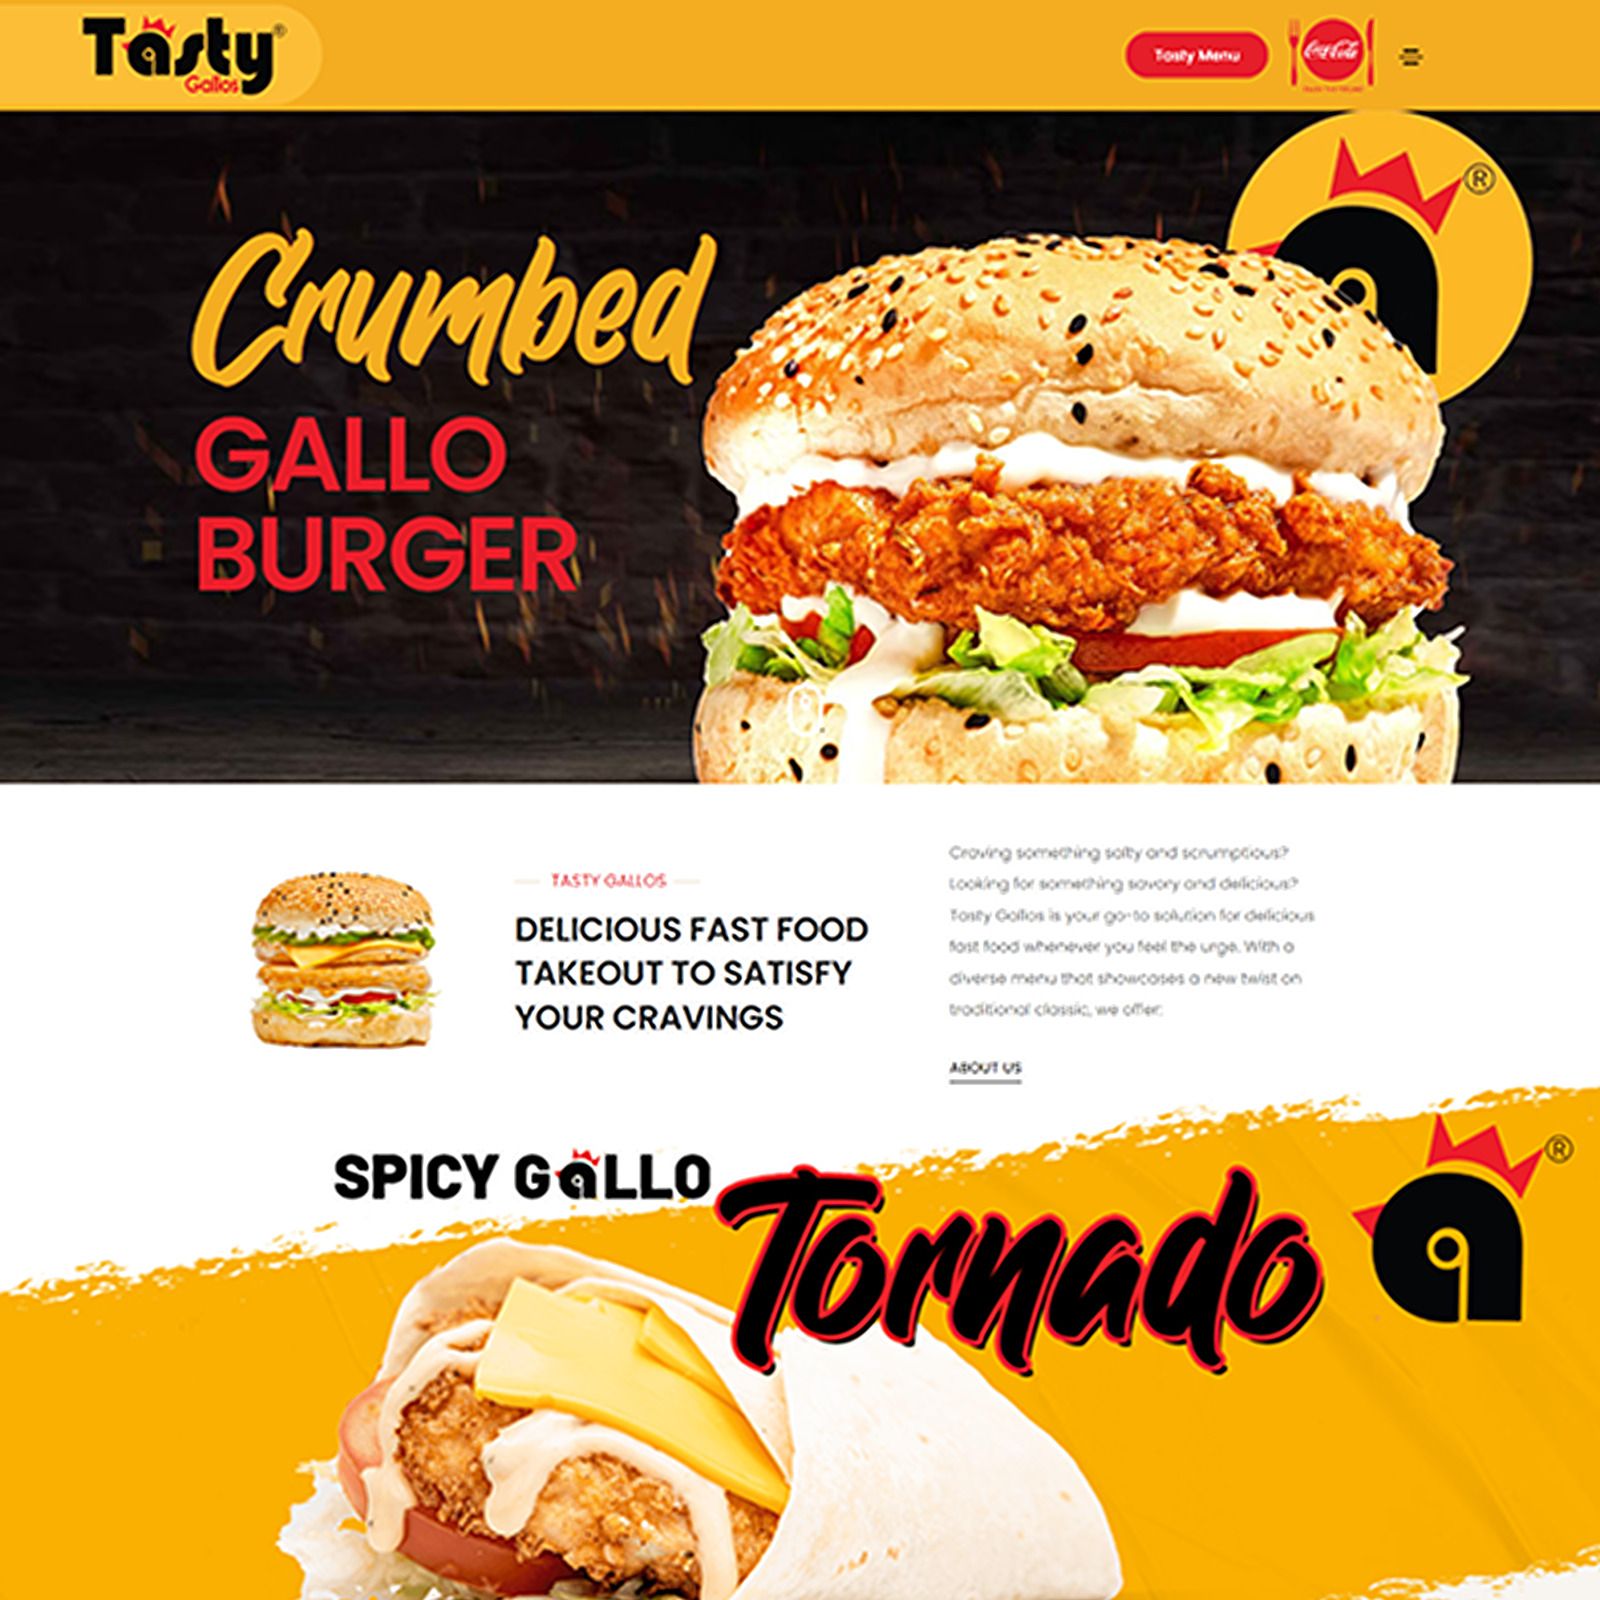 Tasty®
Gallos
Tasty Menu
Coca-Cola
®
Crumbed
GALLO
BURGER
TASTY GALLOS
DELICIOUS FAST FOOD
TAKEOUT TO SATISFY
YOUR CRAVINGS
Craving something salty and scrumptious?
Looking for something savory and delicious?
Tasty Gallos is your go-to solution for delicious
fast food whenever you feel the urge. With a
diverse menu that showcases a new twist on
traditional classic, we offer:
ABOUT US
SPICY GaLLO
Tornado
a®